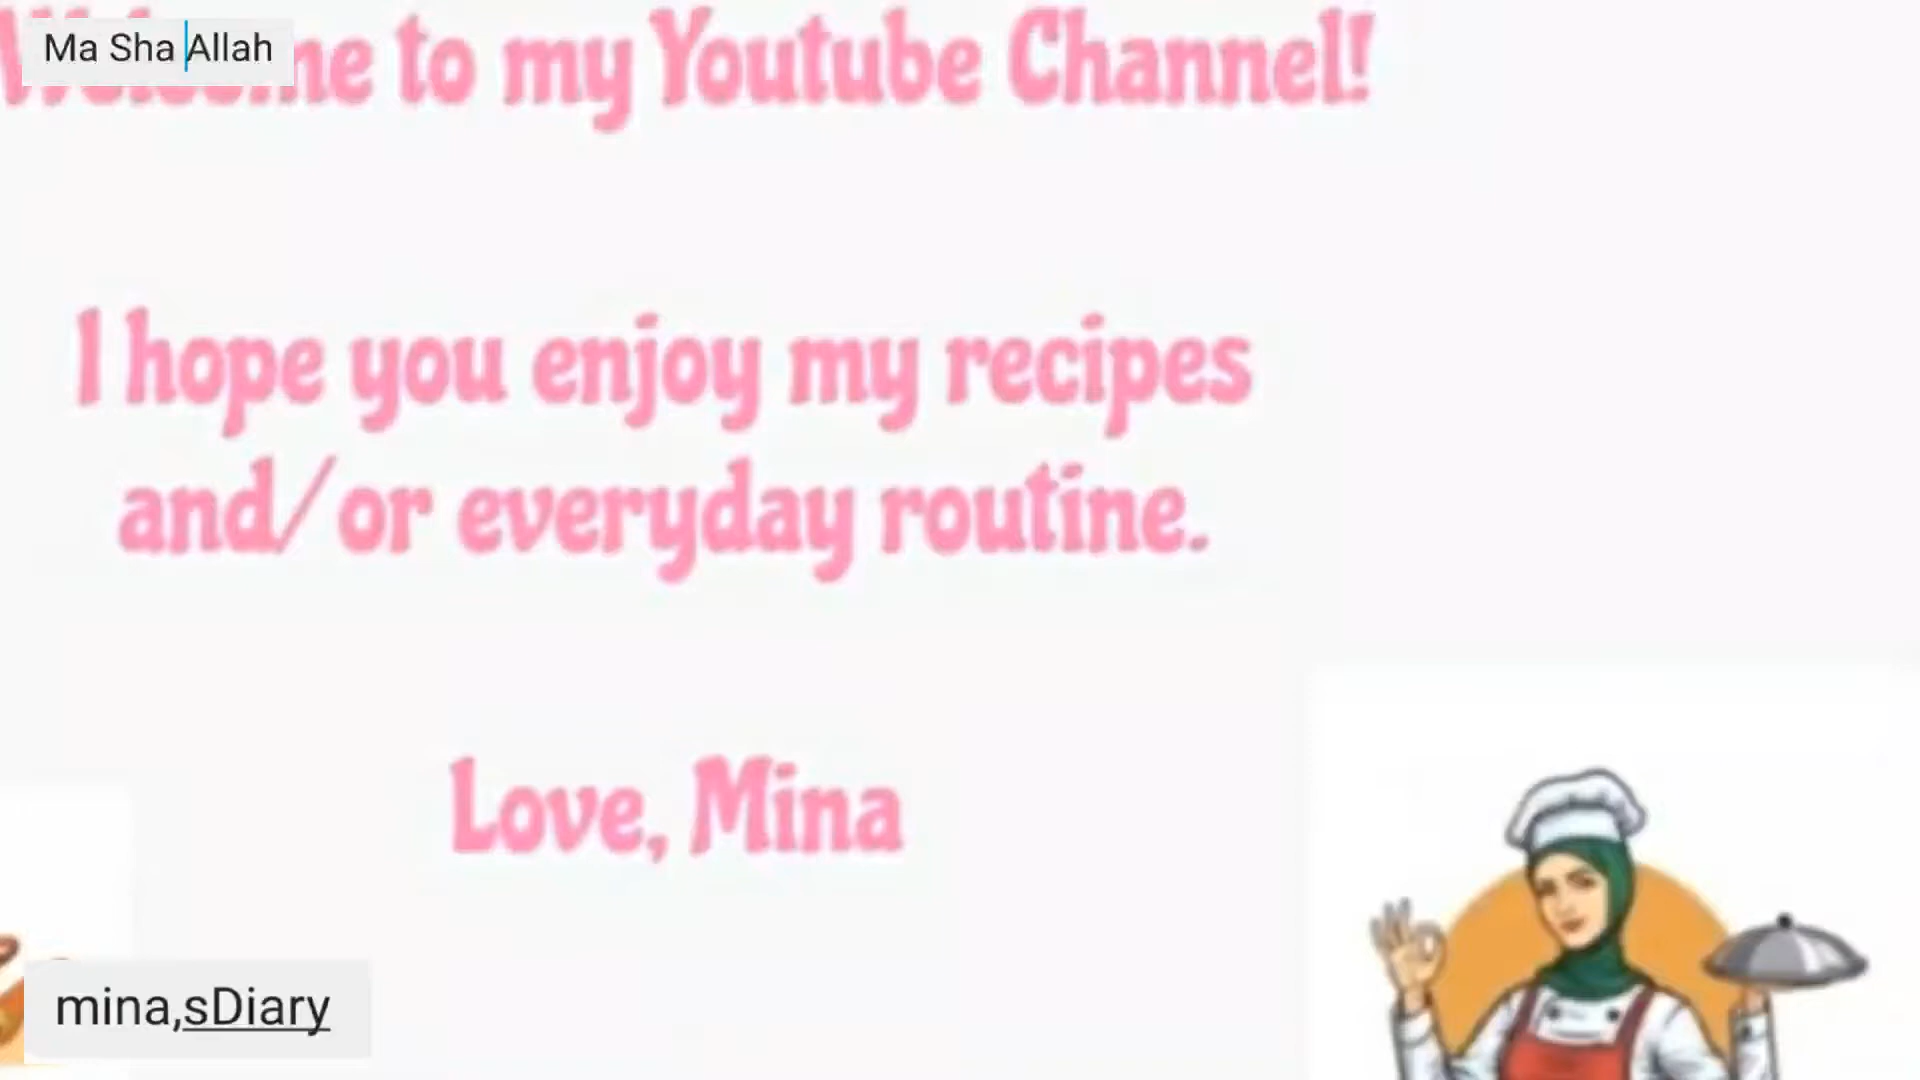 Ma Sha Allah
to my Youtube Channel!
I hope you enjoy my recipes
and/or everyday routine.
Love, Mina
mina,sDiary